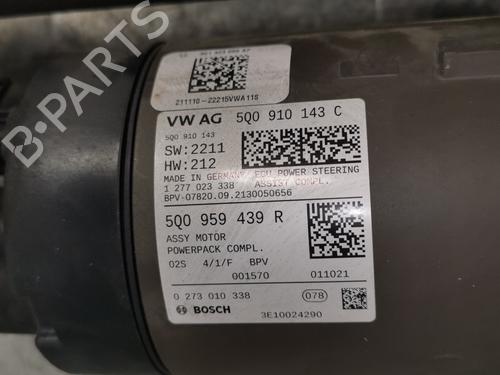 211110-22215VWA11S
VW AG 5Q0 910 143 C
5Q0 910 143
SW:2211
HW:212
MADE IN GERMANY ECU POWER STEERING
1 277 023 338 ASSI37 COMPL.
BPV-07820.09.2130050656
5Q0 959 439 R
ASSY MOTOR
POWERPACK COMPL.
02S 4/1/F BPV
001570 011021
0 273 010 338 078
BOSCH 3E10024290
B-PARTS